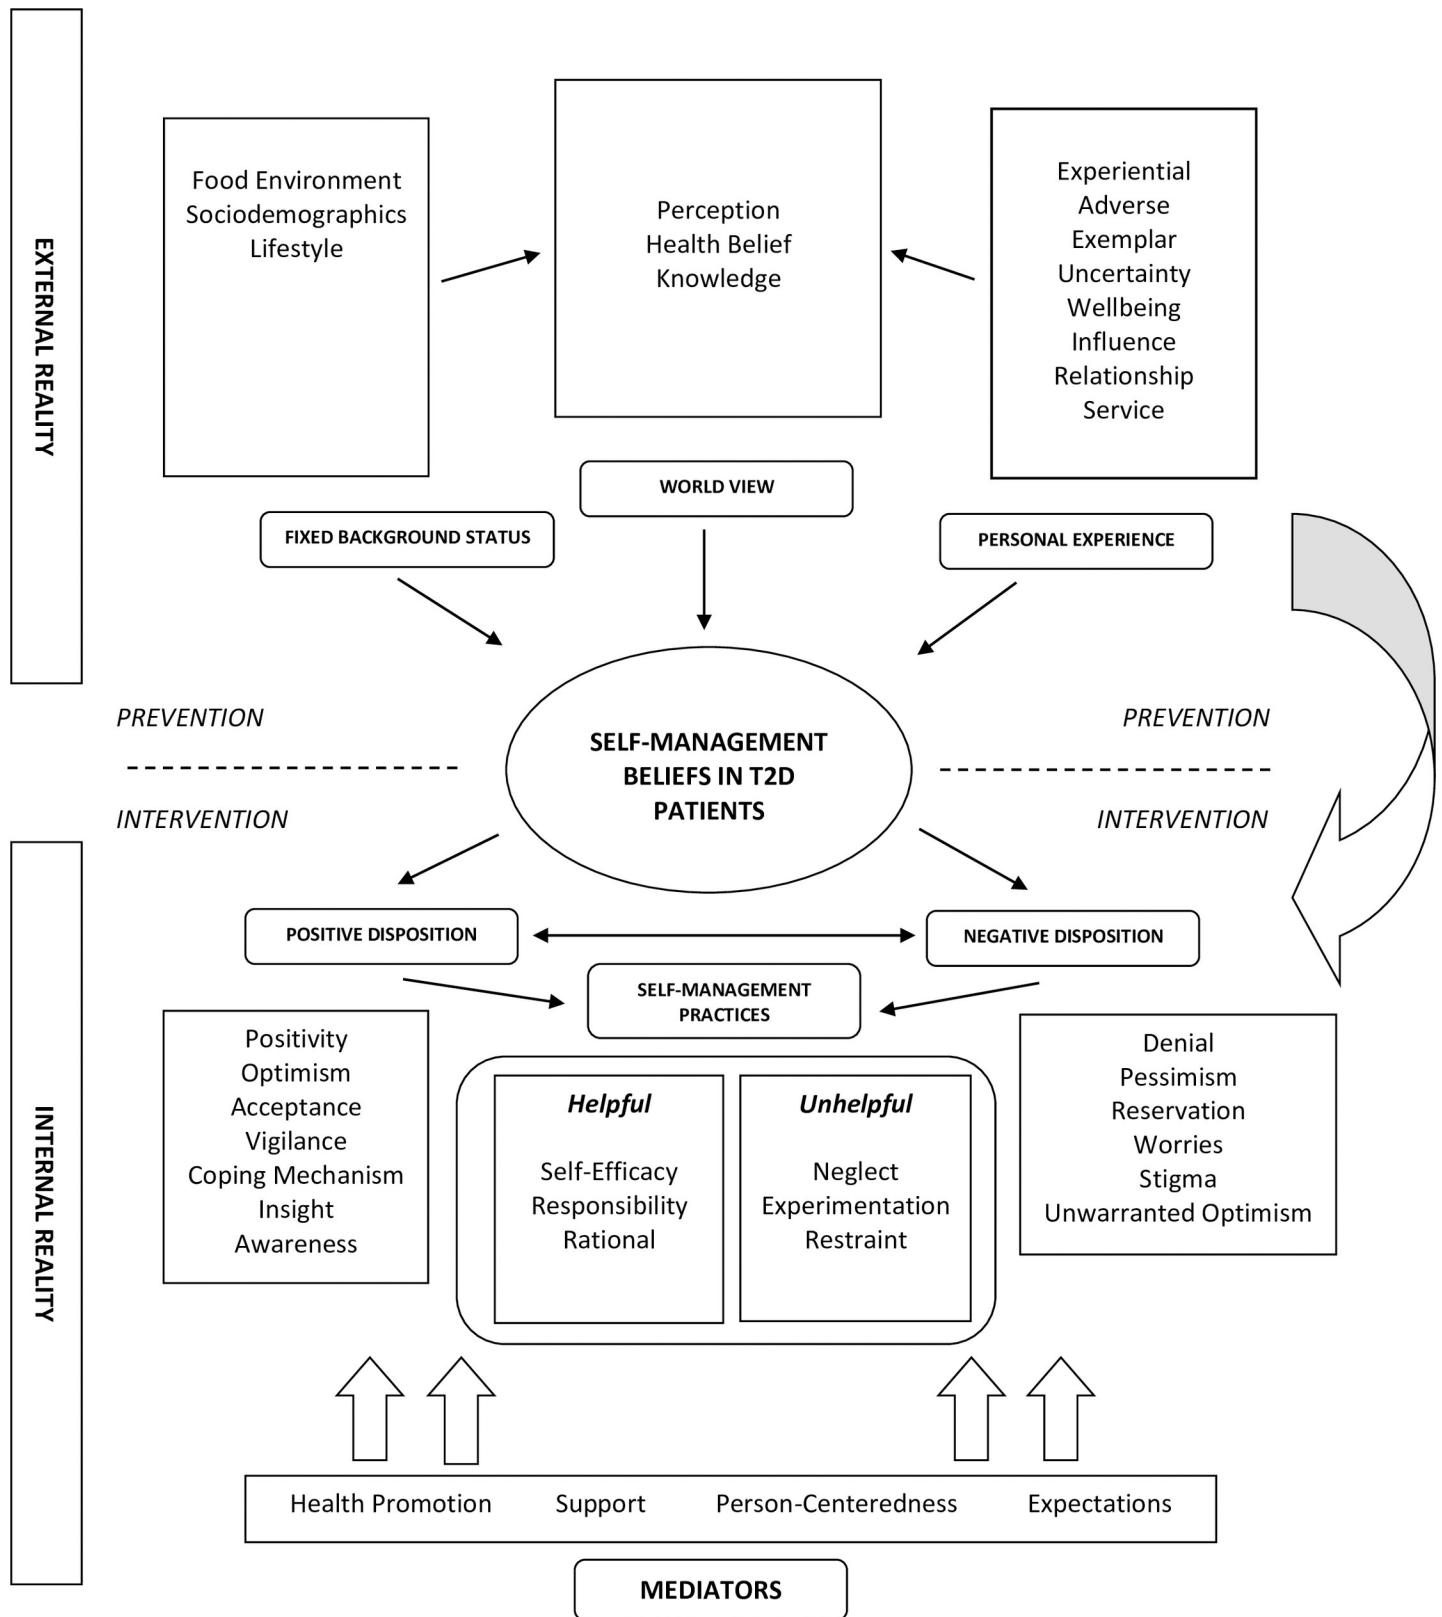 EXTERNAL REALITY
Food Environment
Sociodemographics
Lifestyle
Perception
Health Belief
Knowledge
Experiential
Adverse
Exemplar
Uncertainty
Wellbeing
Influence
Relationship
Service
FIXED BACKGROUND STATUS
WORLD VIEW
PERSONAL EXPERIENCE
PREVENTION
PREVENTION
SELF-MANAGEMENT
BELIEFS IN T2D
PATIENTS
INTERVENTION
INTERVENTION
INTERNAL REALITY
POSITIVE DISPOSITION
NEGATIVE DISPOSITION
SELF-MANAGEMENT
PRACTICES
Positivity
Optimism
Acceptance
Vigilance
Coping Mechanism
Insight
Awareness
Helpful
Self-Efficacy
Responsibility
Rational
Unhelpful
Neglect
Experimentation
Restraint
Denial
Pessimism
Reservation
Worries
Stigma
Unwarranted Optimism
Health Promotion Support Person-Centeredness Expectations
MEDIATORS